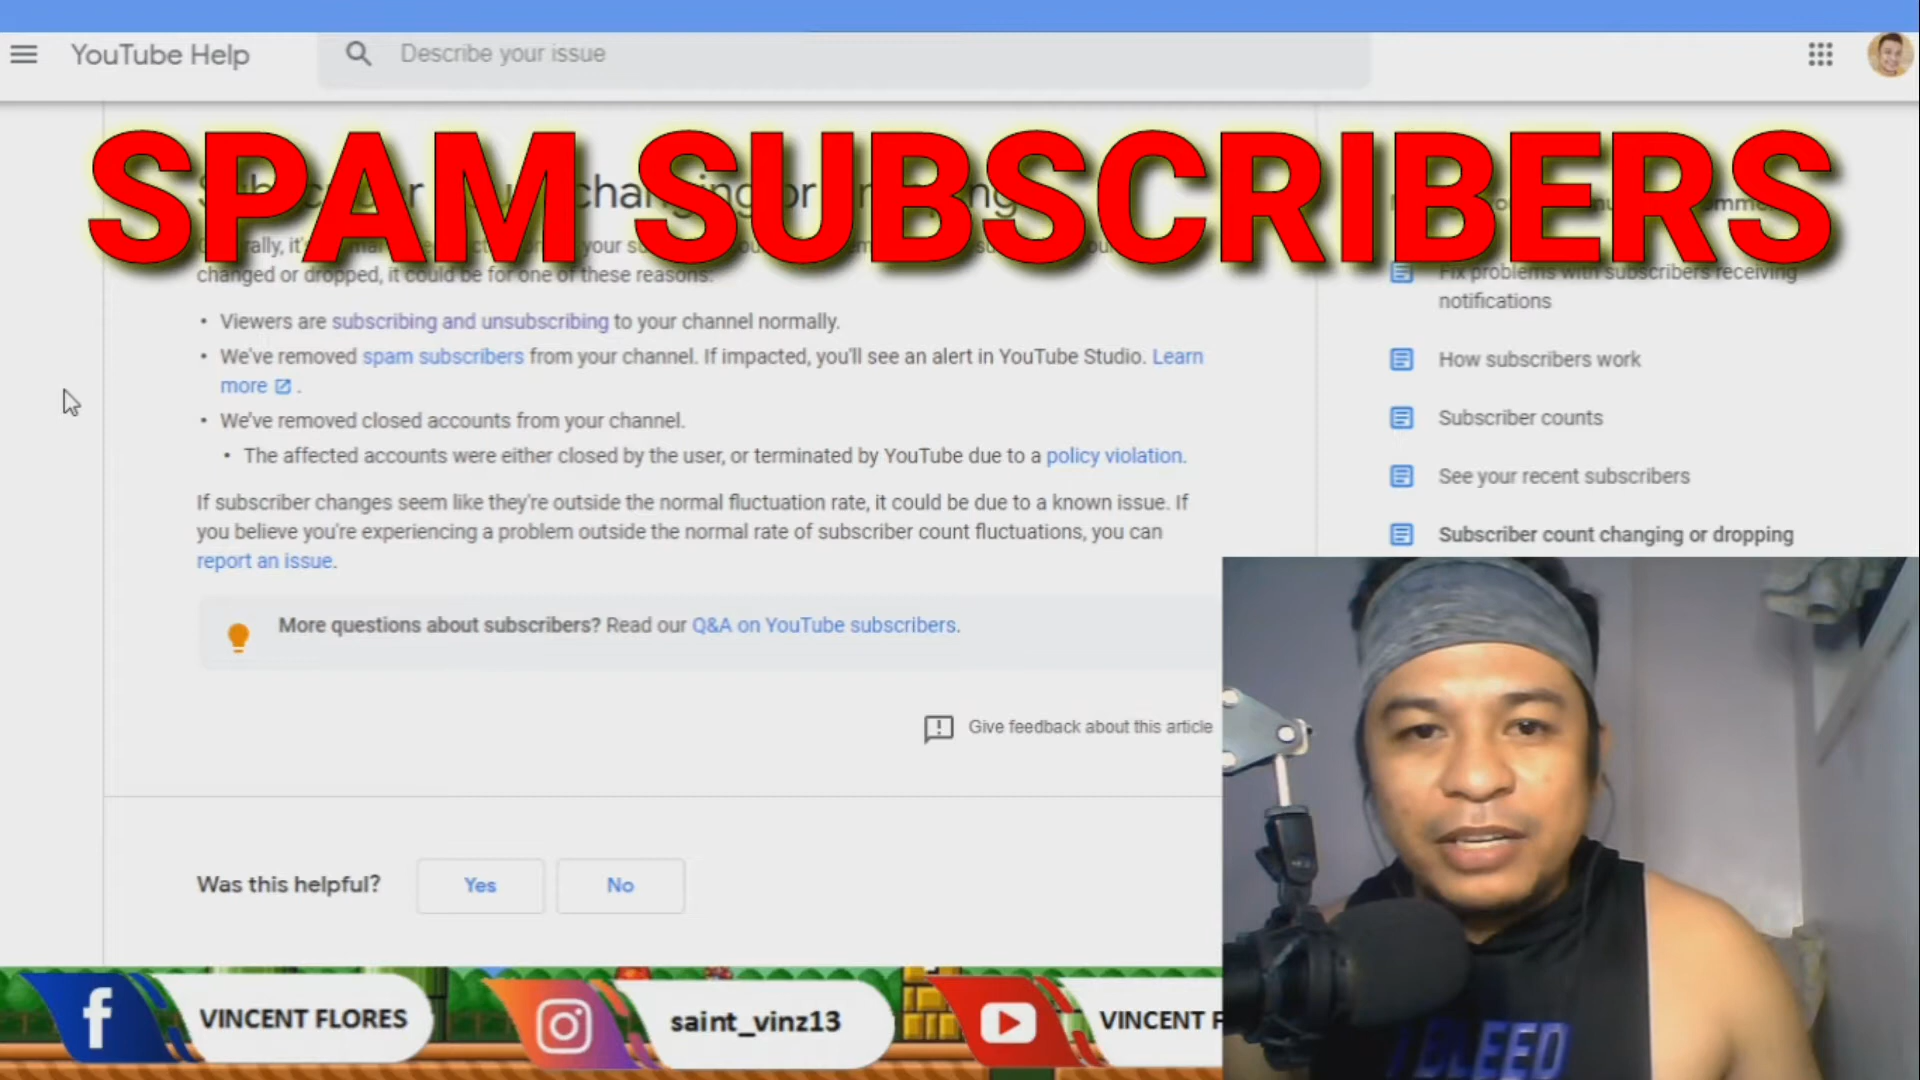 YouTube Help
Describe your issue
SPAM SUBSCRIBERS
changed or dropped, it could be for one of these reasons:
• Viewers are subscribing and unsubscribing to your channel normally.
• We've removed spam subscribers from your channel. If impacted, you'll see an alert in YouTube Studio. Learn
more .
• We've removed closed accounts from your channel.
• The affected accounts were either closed by the user, or terminated by YouTube due to a policy violation.
If subscriber changes seem like they're outside the normal fluctuation rate, it could be due to a known issue. If
you believe you're experiencing a problem outside the normal rate of subscriber count fluctuations, you can
report an issue.
More questions about subscribers? Read our Q&A on YouTube subscribers.
Give feedback about this article
Was this helpful?
Yes
No
Fix problems with subscribers receiving
notifications
How subscribers work
Subscriber counts
See your recent subscribers
Subscriber count changing or dropping
VINCENT FLORES
saint_vinz13
VINCENT F
BLEED